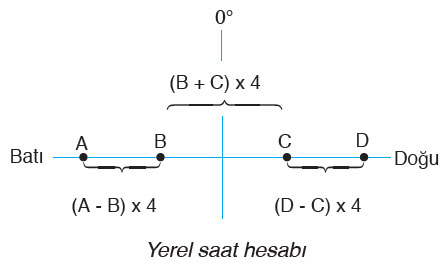 0°
(B + C) x 4
A B C D
Batı Doğu
(A - B) x 4 (D - C) x 4
Yerel saat hesabı